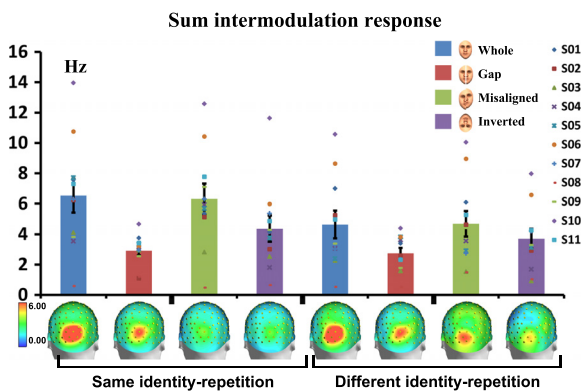 Sum intermodulation response
16
14
12
10
8
6
4
2
0
Hz
Whole
Gap
Misaligned
Inverted
S01
S02
S03
S04
S05
S06
S07
S08
S09
S10
S11
6.00
0.00
Same identity-repetition
Different identity-repetition